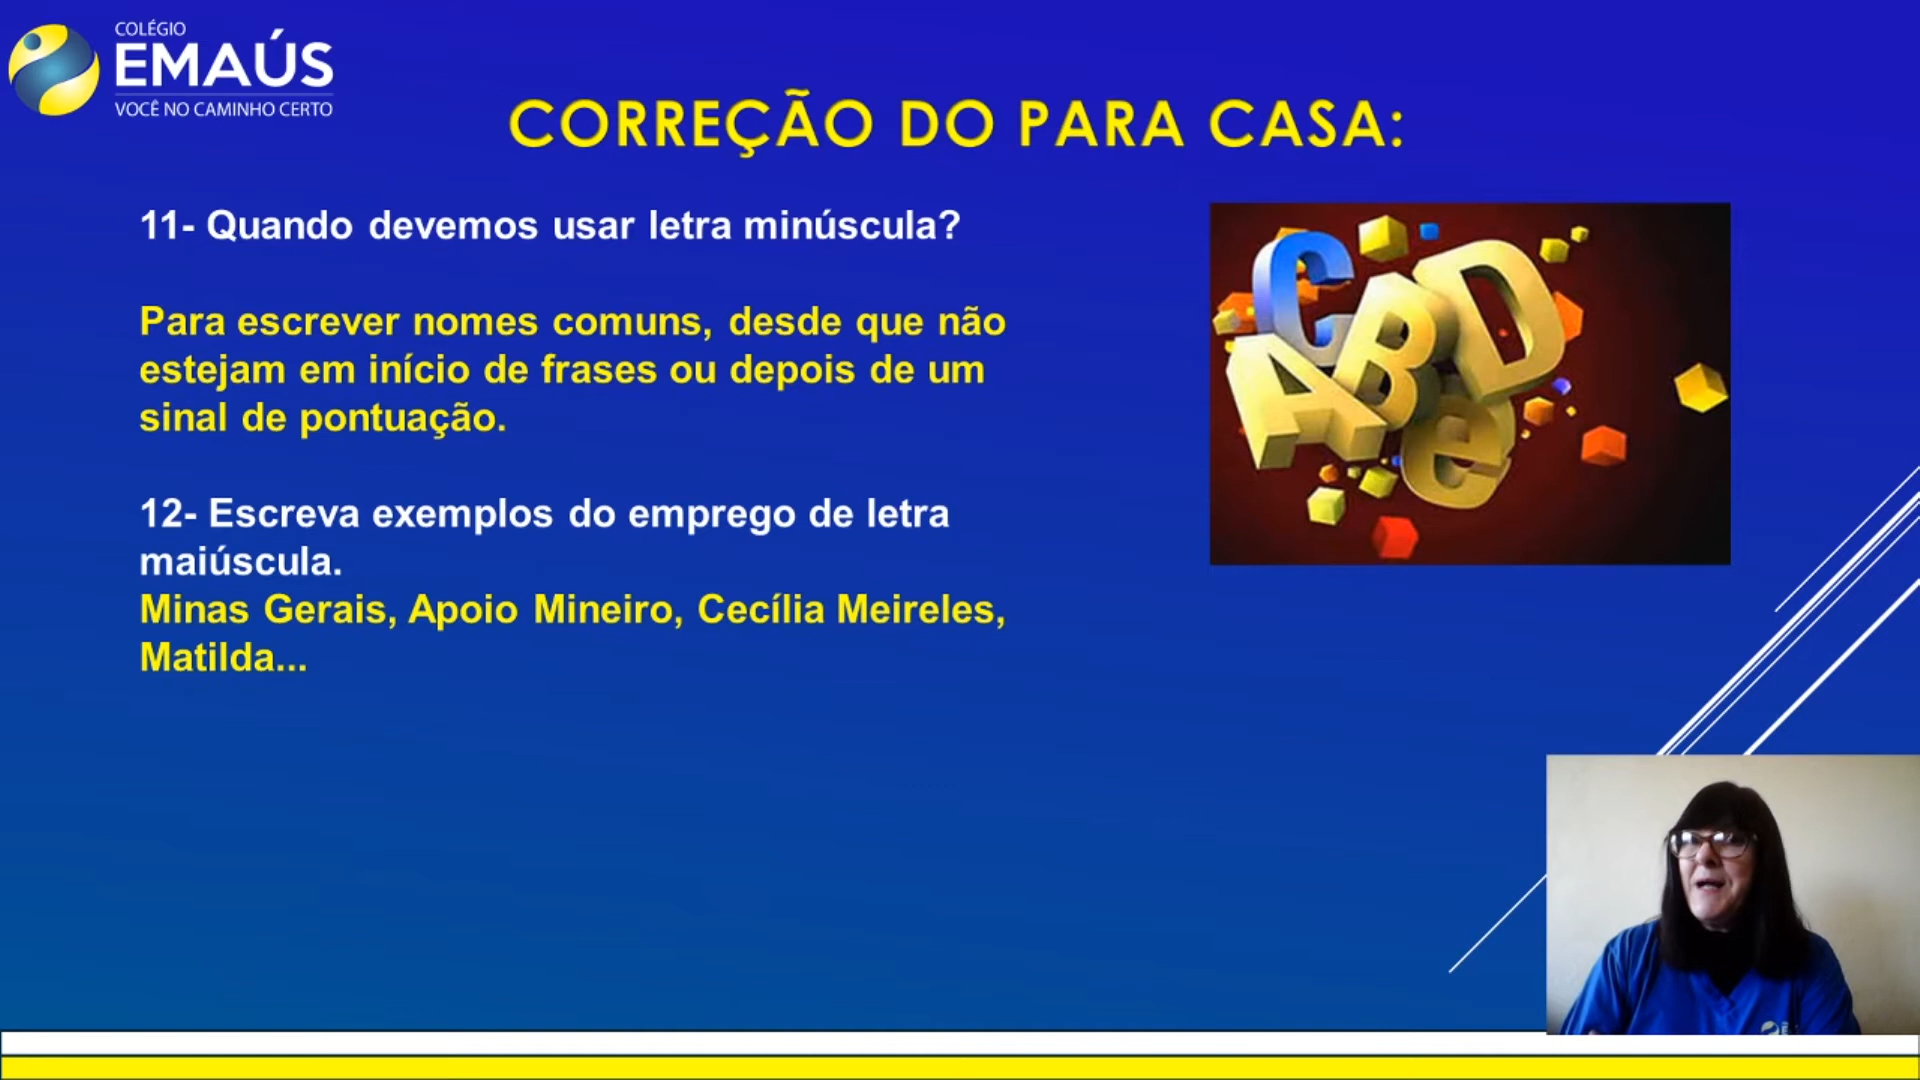 COLÉGIO
EMAÚS
VOCÊ NO CAMINHO CERTO
CORREÇÃO DO PARA CASA:
11- Quando devemos usar letra minúscula?
Para escrever nomes comuns, desde que não
estejam em início de frases ou depois de um
sinal de pontuação.
12- Escreva exemplos do emprego de letra
maiúscula.
Minas Gerais, Apoio Mineiro, Cecília Meireles,
Matilda...
C
A B D
e